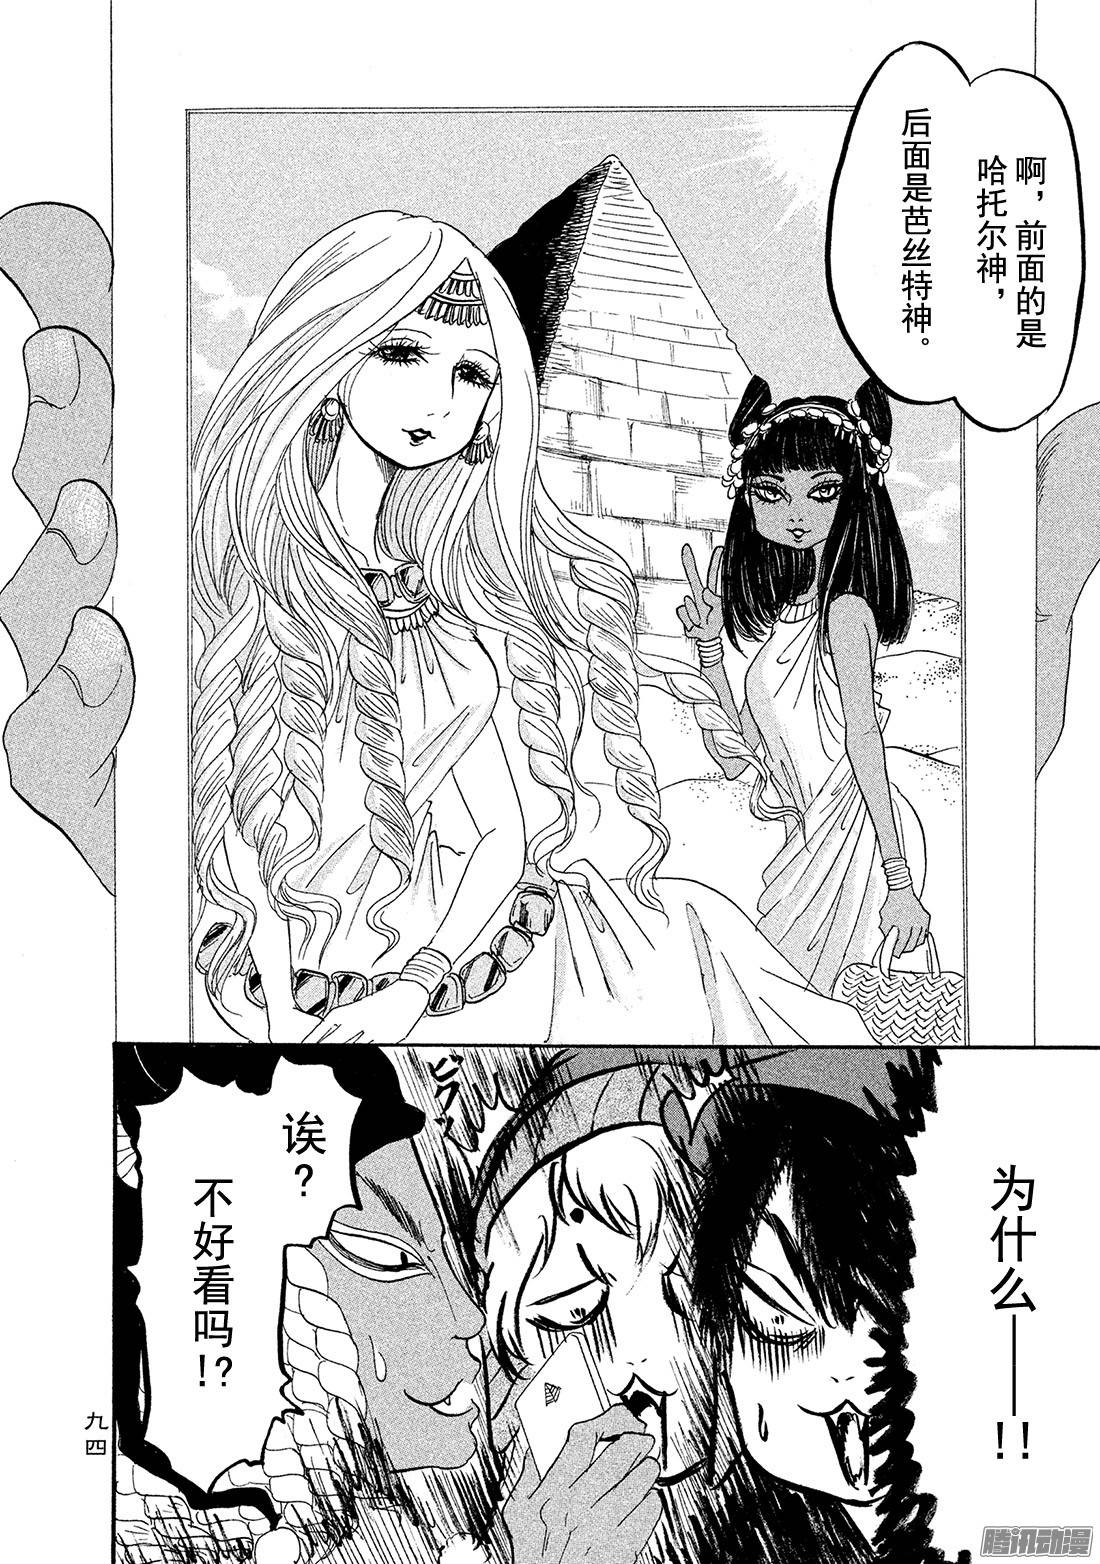 啊，前面的是
哈托尔神，
后面是芭丝特神。
为什么——!!
诶？
不好看吗!?
九四
腾讯动漫